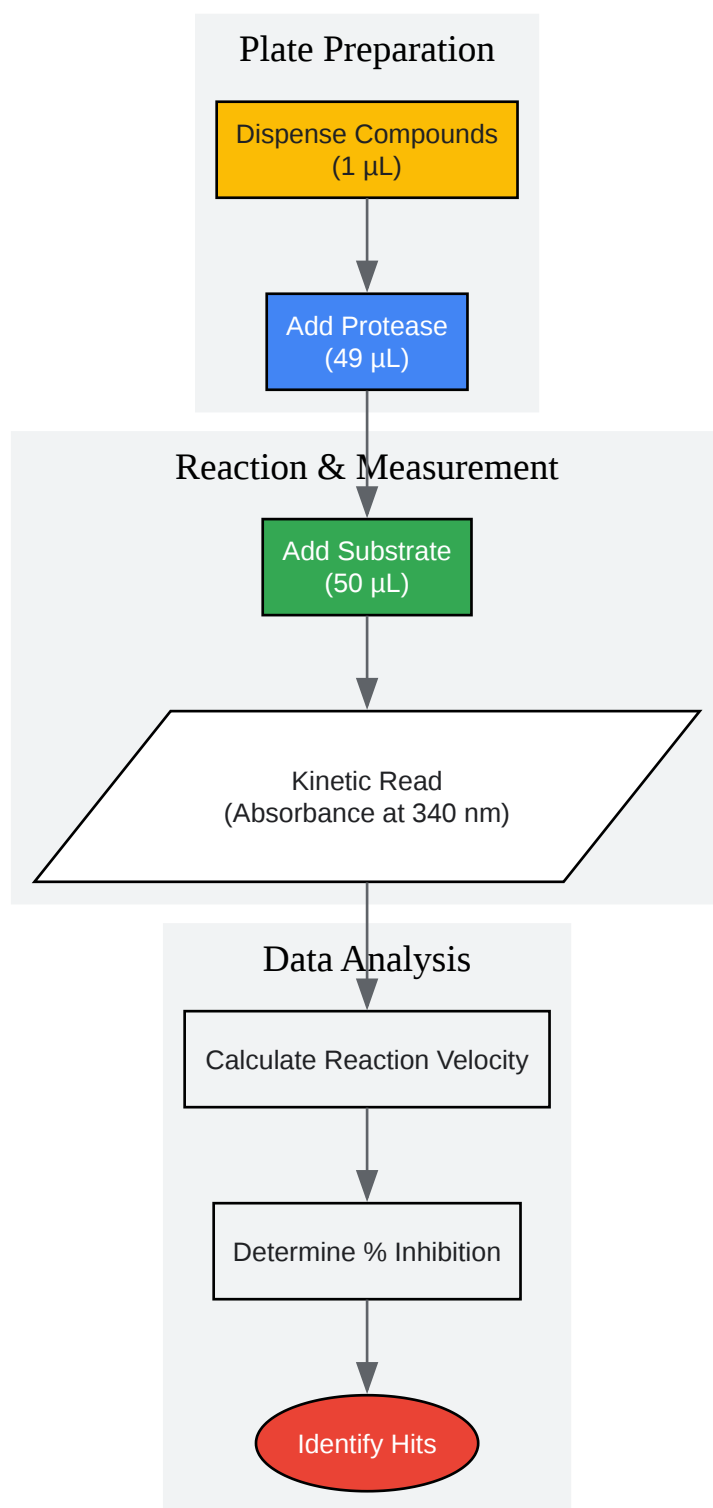 Plate Preparation
Dispense Compounds
(1 µL)
Add Protease
(49 µL)
Reaction & Measurement
Add Substrate
(50 µL)
Kinetic Read
(Absorbance at 340 nm)
Data Analysis
Calculate Reaction Velocity
Determine % Inhibition
Identify Hits